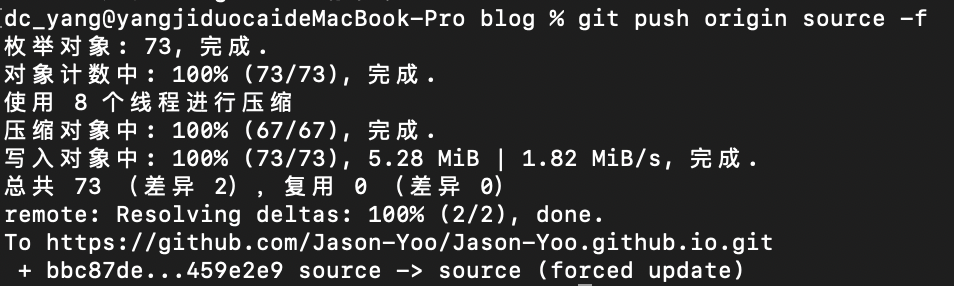 [dc_yang@yangjiduocaideMacBook-Pro blog % git push origin source -f
枚举对象: 73, 完成.
对象计数中: 100% (73/73), 完成.
使用 8 个线程进行压缩
压缩对象中: 100% (67/67), 完成.
写入对象中: 100% (73/73), 5.28 MiB | 1.82 MiB/s, 完成.
总共 73 （差异 2），复用 0 （差异 0）
remote: Resolving deltas: 100% (2/2), done.
To https://github.com/Jason-Yoo/Jason-Yoo.github.io.git
 + bbc87de...459e2e9 source -> source (forced update)